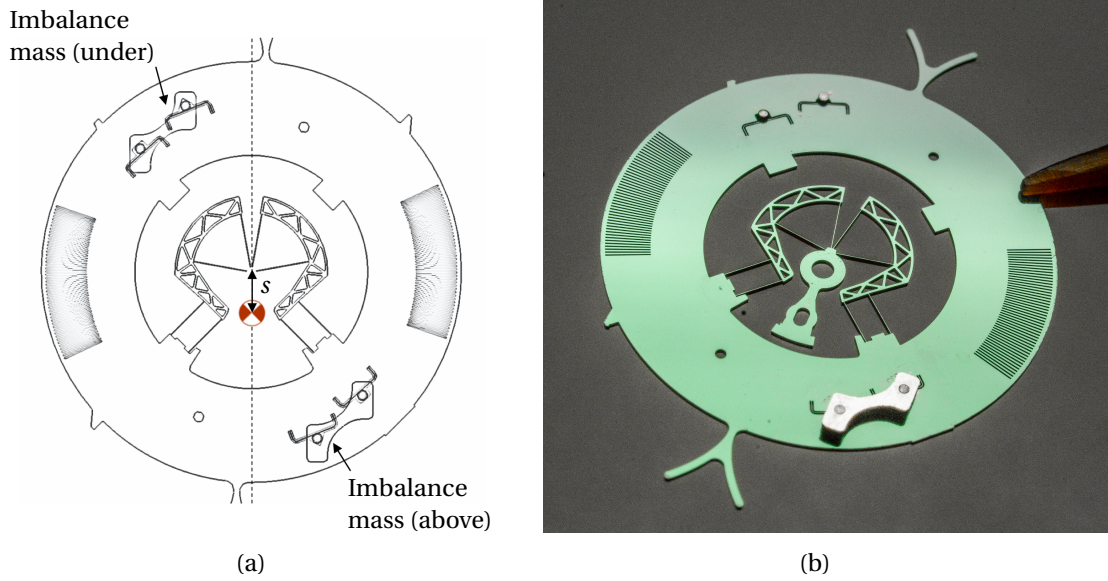 Imbalance
mass (under)
s
Imbalance
mass (above)
(a)
(b)